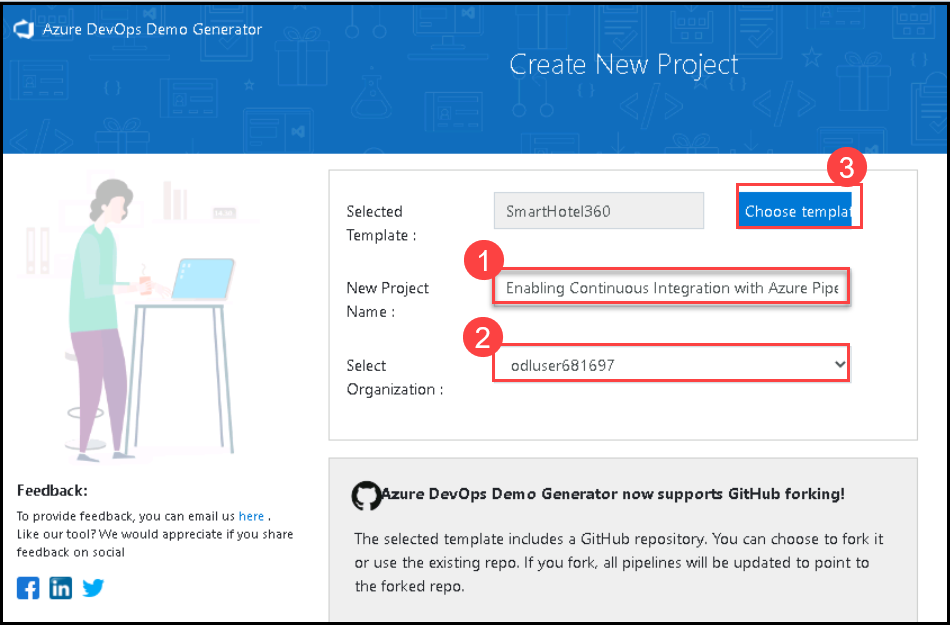 Azure DevOps Demo Generator
Create New Project
3
Selected
Template :
SmartHotel360
Choose templat
1
New Project
Name :
Enabling Continuous Integration with Azure Pipe
2
Select
Organization :
odluser681697
Feedback:
To provide feedback, you can email us here .
Like our tool? We would appreciate if you share
feedback on social
Azure DevOps Demo Generator now supports GitHub forking!
The selected template includes a GitHub repository. You can choose to fork it
or use the existing repo. If you fork, all pipelines will be updated to point to
the forked repo.